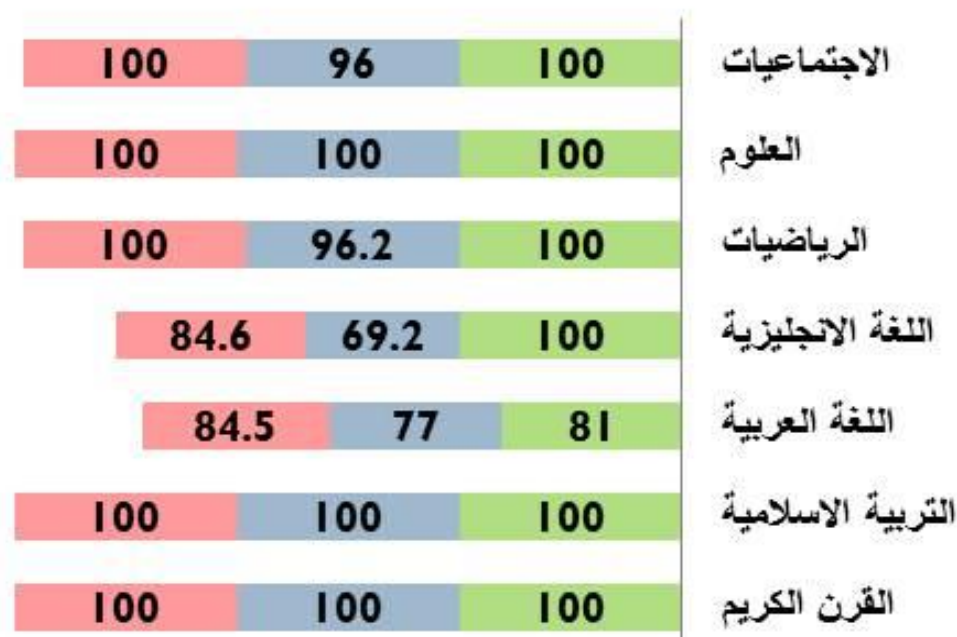 الاجتماعيات 100 96 100
العلوم 100 100 100
الرياضيات 100 96.2 100
اللغة الانجليزية 100 69.2 84.6
اللغة العربية 81 77 84.5
التربية الاسلامية 100 100 100
القرن الكريم 100 100 100